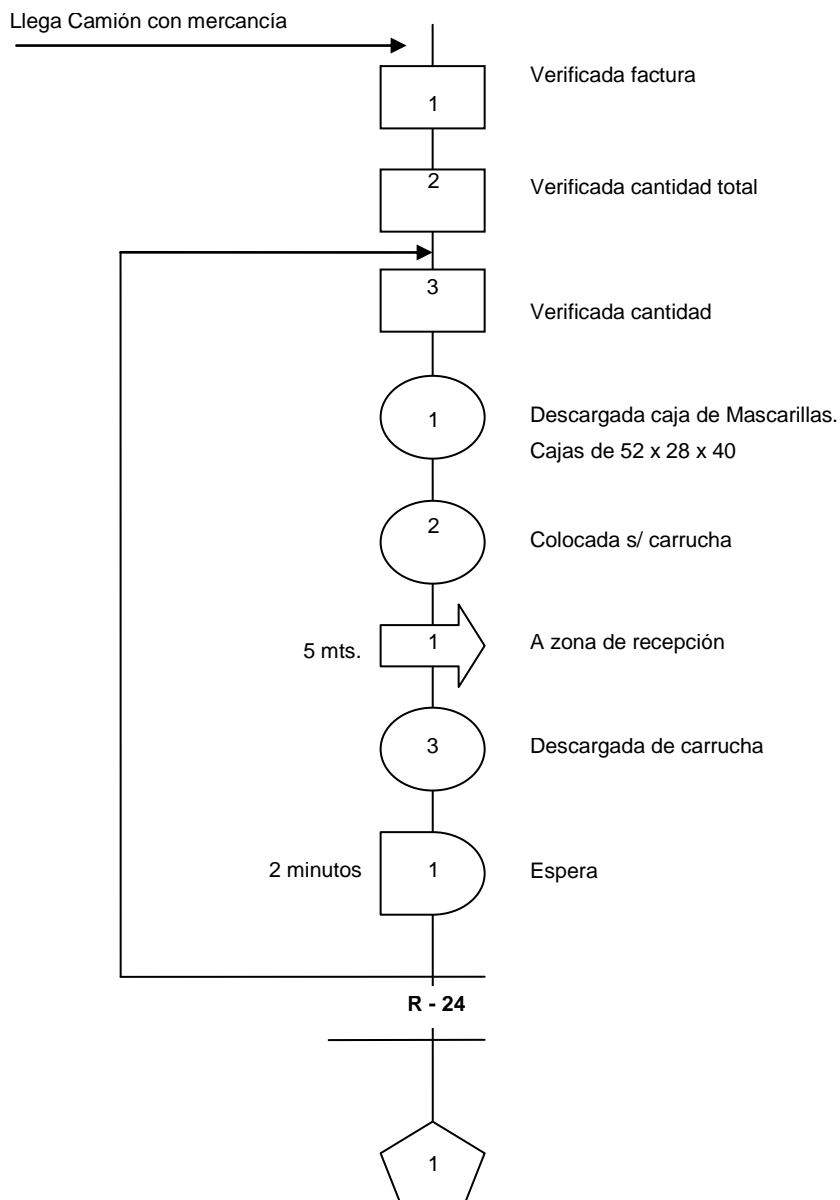 Llega Camión con mercancía
1
Verificada factura
2
Verificada cantidad total
3
Verificada cantidad
1
Descargada caja de Mascarillas.
Cajas de 52 x 28 x 40
2
Colocada s/ carrucha
5 mts.
1
A zona de recepción
3
Descargada de carrucha
2 minutos
1
Espera
R - 24
1